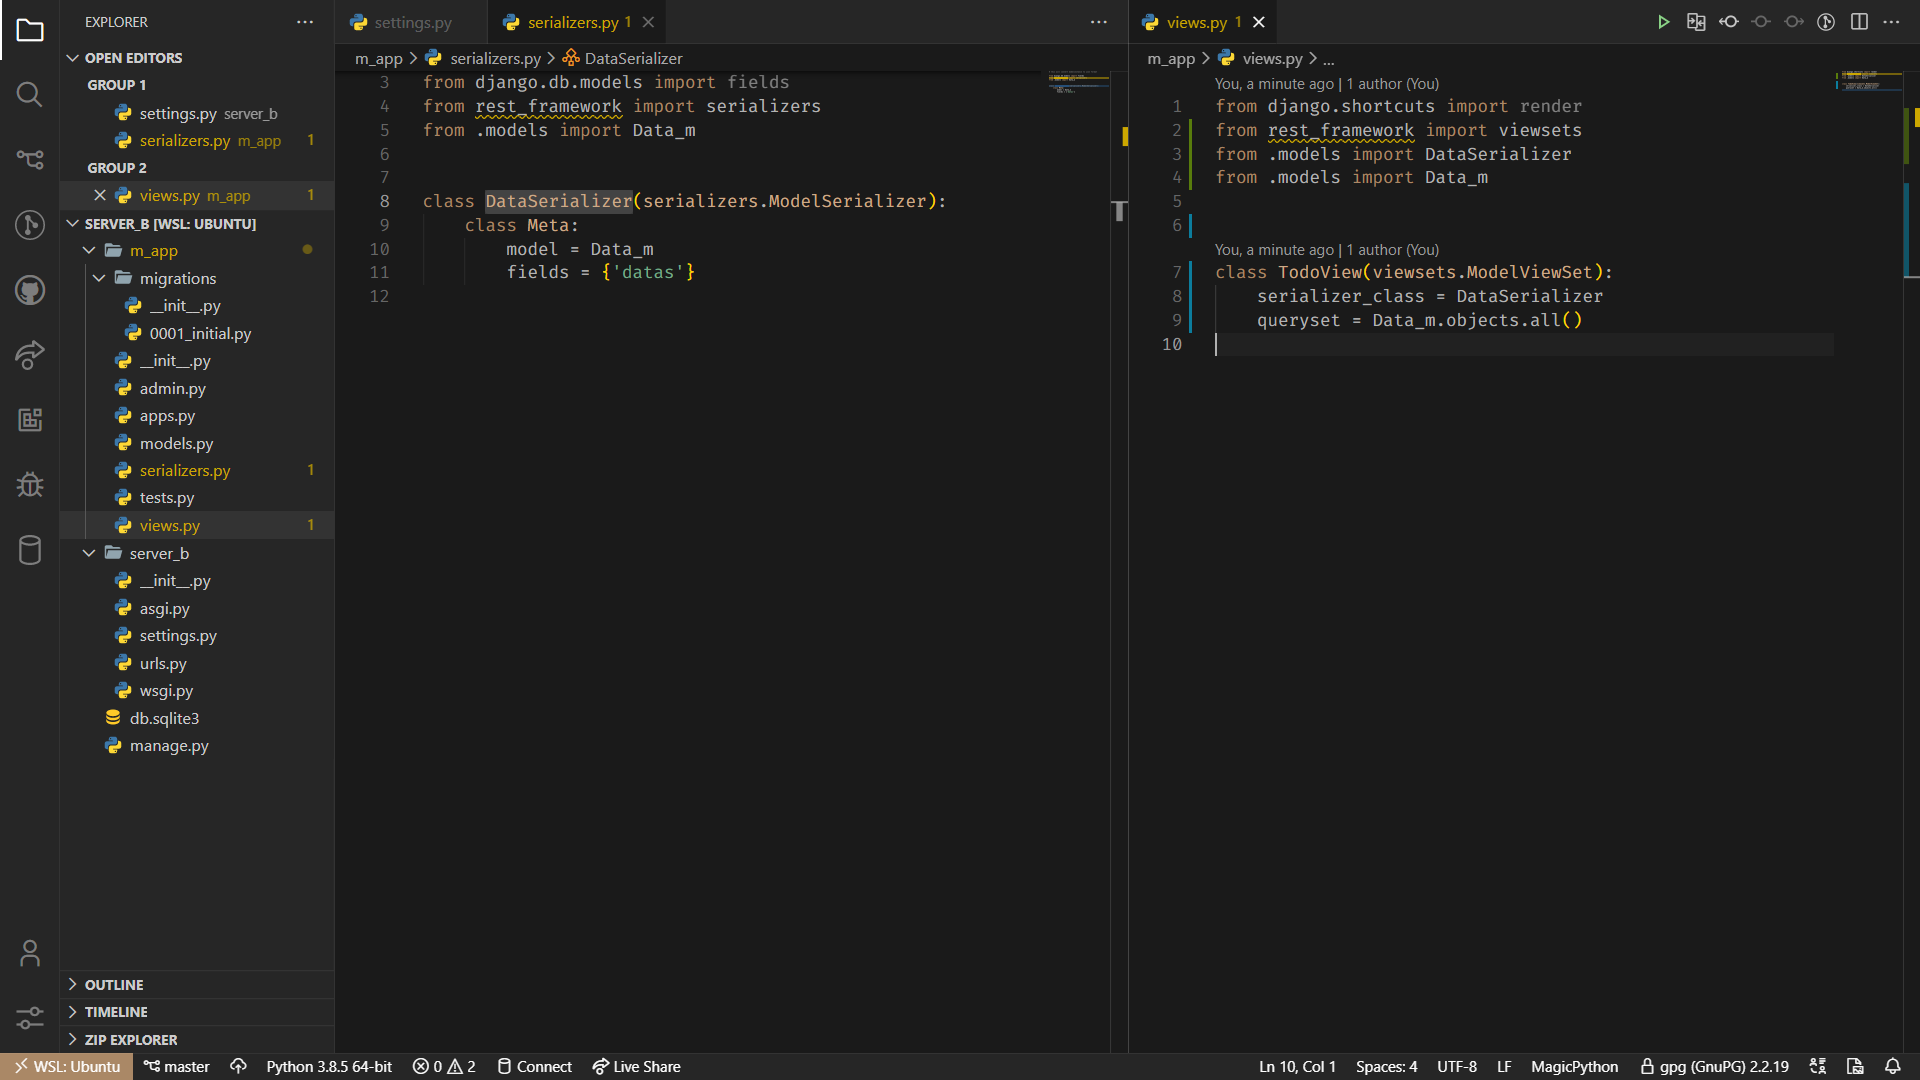 EXPLORER
OPEN EDITORS
GROUP 1
settings.py server_b
serializers.py m_app 1
GROUP 2
views.py m_app 1
SERVER_B [WSL: UBUNTU]
m_app
migrations
__init__.py
0001_initial.py
__init__.py
admin.py
apps.py
models.py
serializers.py 1
tests.py
views.py 1
server_b
__init__.py
asgi.py
settings.py
urls.py
wsgi.py
db.sqlite3
manage.py
OUTLINE
TIMELINE
ZIP EXPLORER
settings.py
serializers.py 1
m_app > serializers.py > DataSerializer
3 from django.db.models import fields
4 from rest_framework import serializers
5 from .models import Data_m
6
7
8 class DataSerializer(serializers.ModelSerializer):
9     class Meta:
10         model = Data_m
11         fields = {'datas'}
12
views.py 1
m_app > views.py > ...
You, a minute ago | 1 author (You)
1 from django.shortcuts import render
2 from rest_framework import viewsets
3 from .models import DataSerializer
4 from .models import Data_m
5
6
You, a minute ago | 1 author (You)
7 class TodoView(viewsets.ModelViewSet):
8     serializer_class = DataSerializer
9     queryset = Data_m.objects.all()
10
WSL: Ubuntu master Python 3.8.5 64-bit 0 2 Connect Live Share Ln 10, Col 1 Spaces: 4 UTF-8 LF MagicPython gpg (GnuPG) 2.2.19